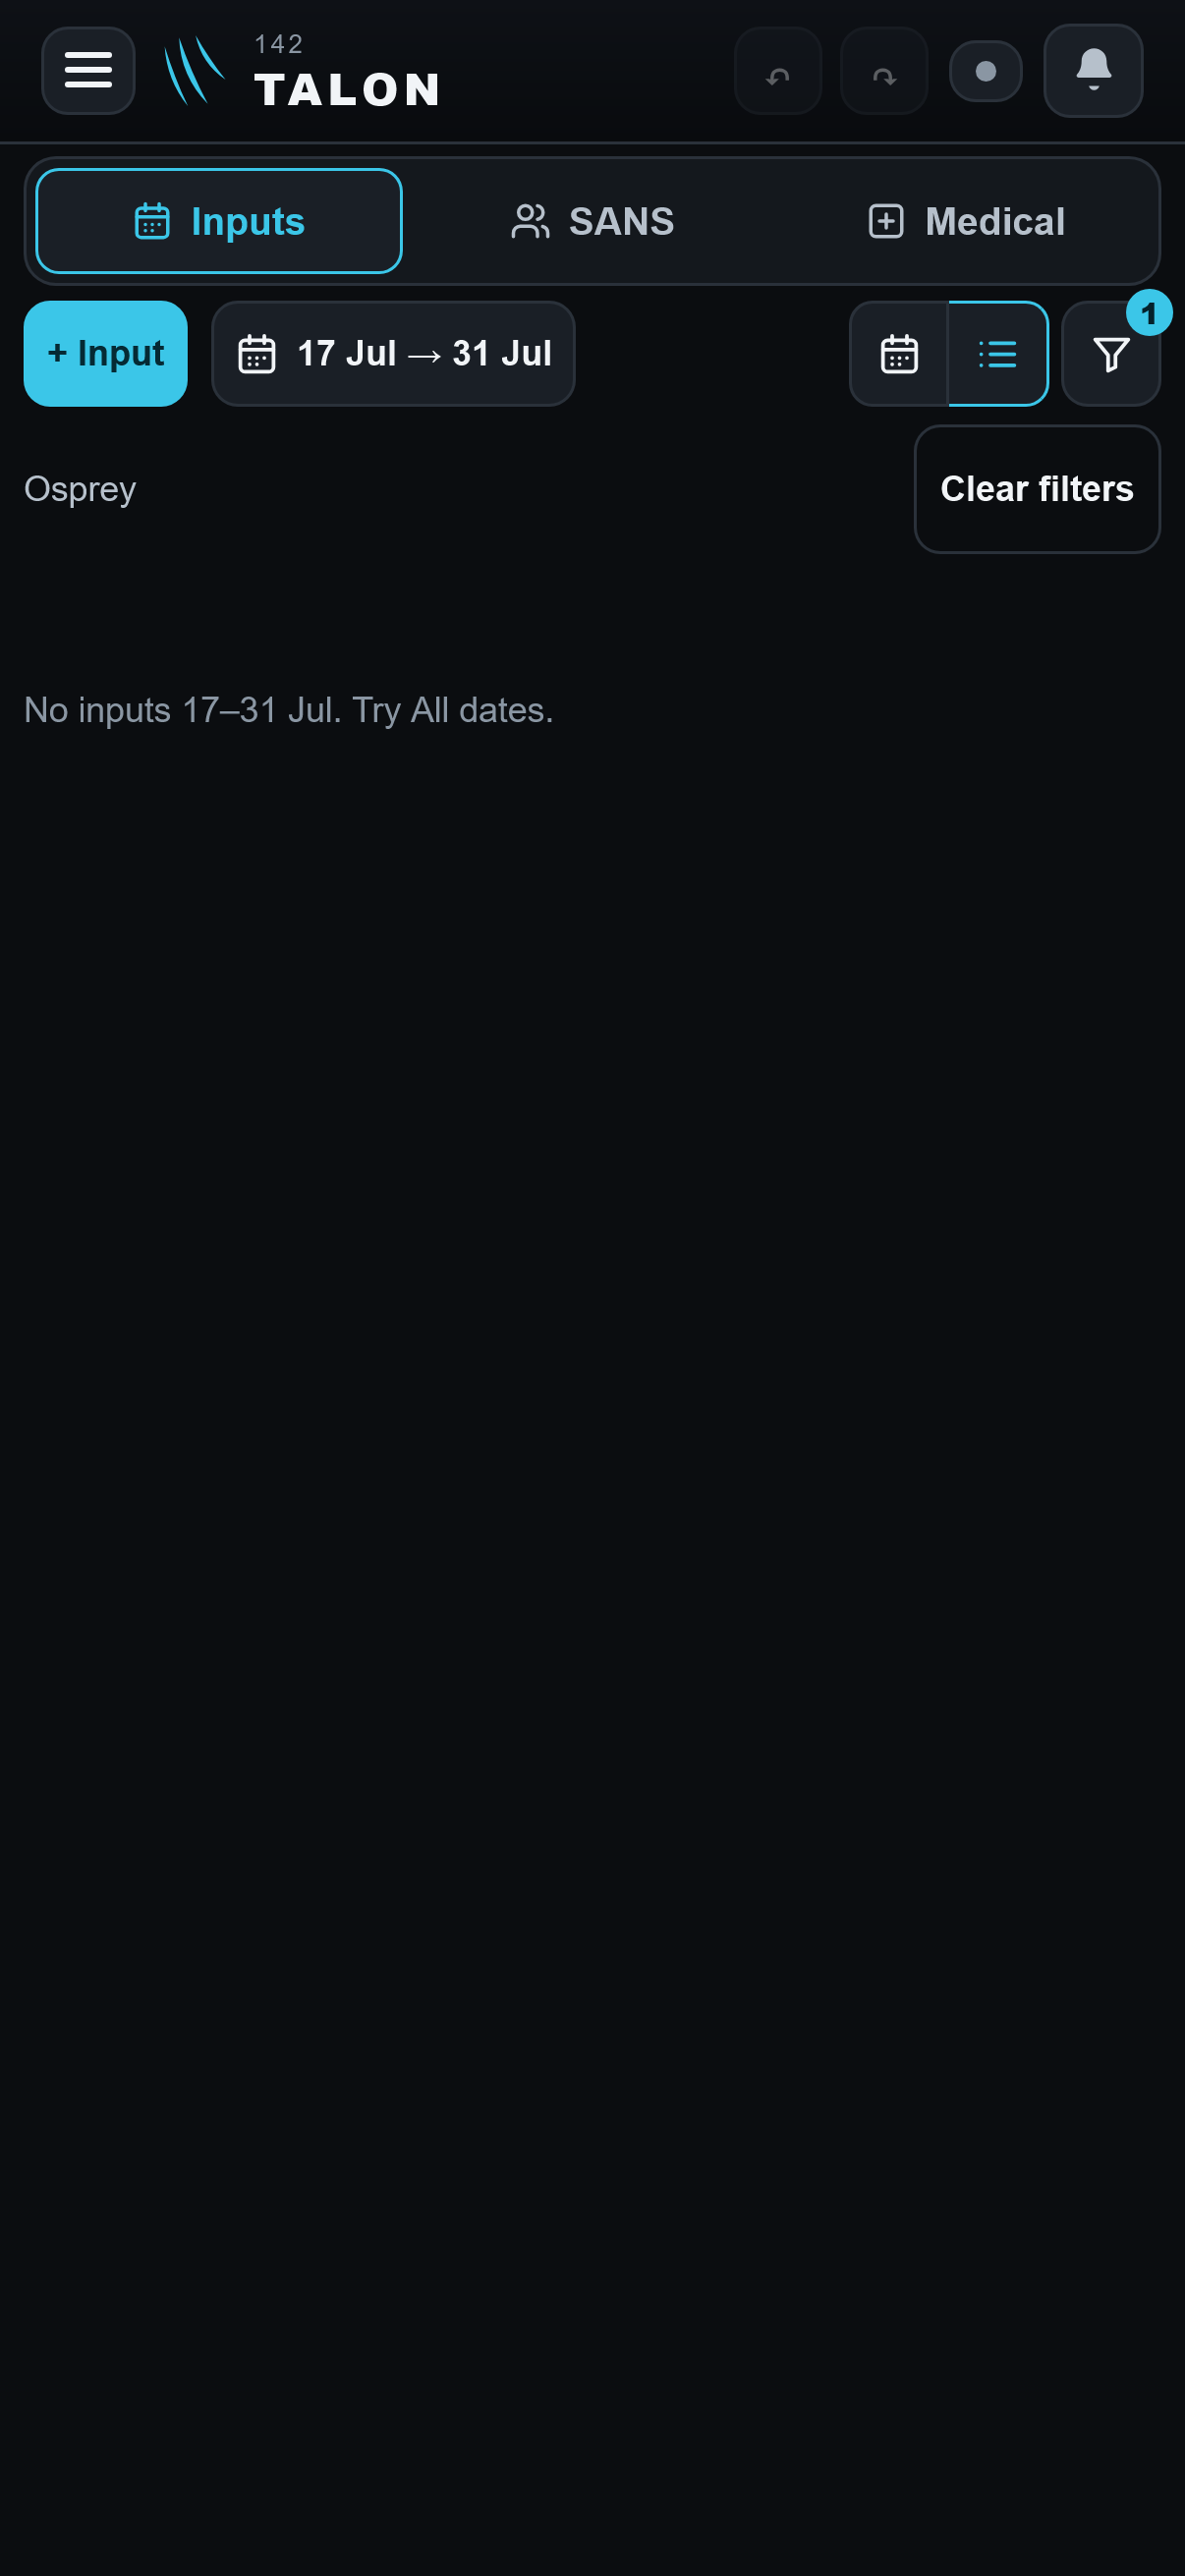 142
TALON
Inputs
SANS
Medical
+ Input
17 Jul → 31 Jul
1
Osprey
Clear filters
No inputs 17–31 Jul. Try All dates.